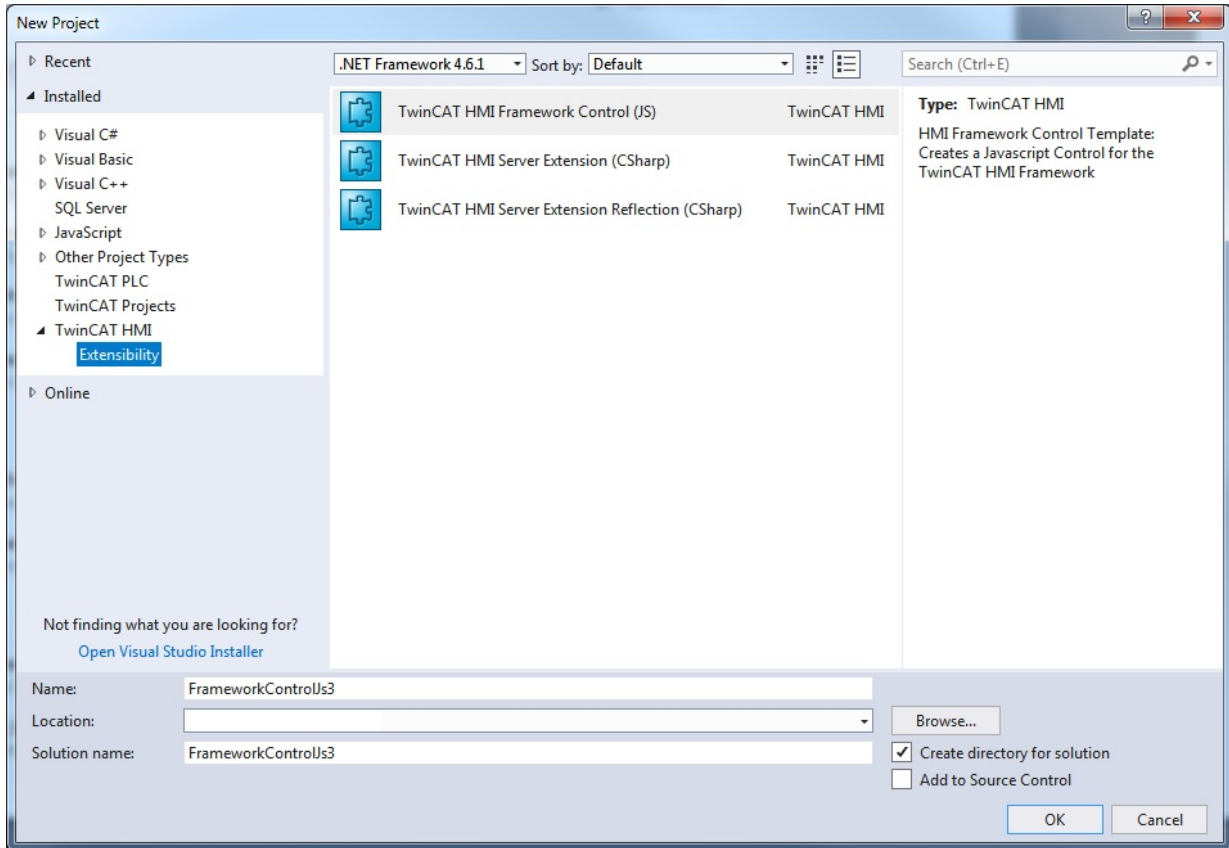 New Project
Recent
Installed
Visual C#
Visual Basic
Visual C++
SQL Server
JavaScript
Other Project Types
TwinCAT PLC
TwinCAT Projects
TwinCAT HMI
Extensibility
Online
Not finding what you are looking for?
Open Visual Studio Installer
.NET Framework 4.6.1 Sort by: Default
TwinCAT HMI Framework Control (JS) TwinCAT HMI
TwinCAT HMI Server Extension (CSharp) TwinCAT HMI
TwinCAT HMI Server Extension Reflection (CSharp) TwinCAT HMI
Search (Ctrl+E)
Type: TwinCAT HMI
HMI Framework Control Template:
Creates a Javascript Control for the
TwinCAT HMI Framework
Name: FrameworkControlJs3
Location:
Browse...
Solution name: FrameworkControlJs3
Create directory for solution
Add to Source Control
OK Cancel